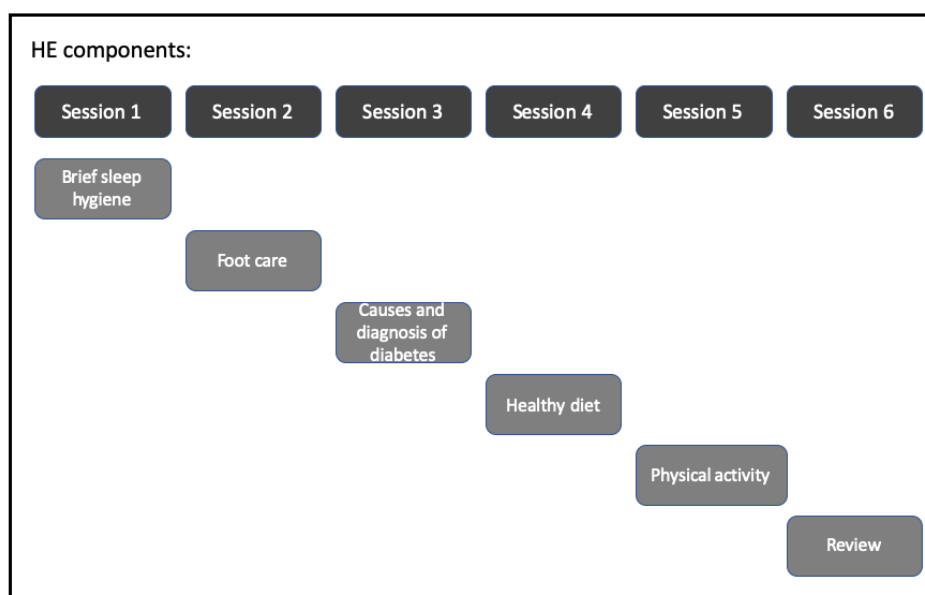 HE components:
Session 1
Session 2
Session 3
Session 4
Session 5
Session 6
Brief sleep
hygiene
Foot care
Causes and
diagnosis of
diabetes
Healthy diet
Physical activity
Review